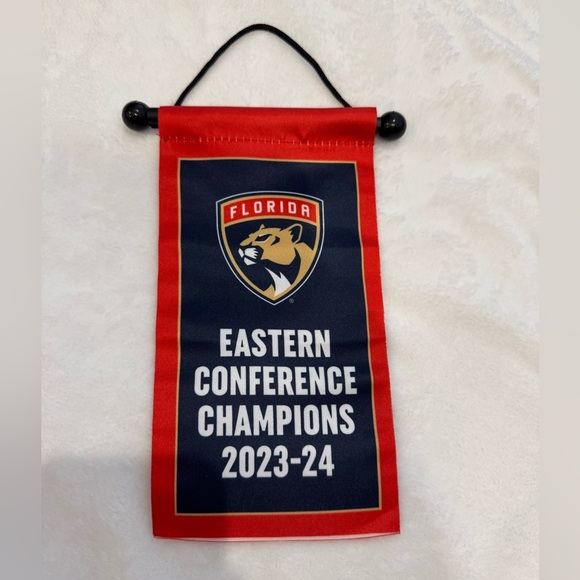 FLORIDA
EASTERN
CONFERENCE
CHAMPIONS
2023-24